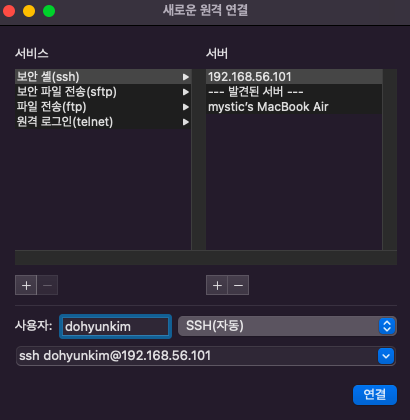 새로운 원격 연결
서비스
서버
보안 셸(ssh)
보안 파일 전송(sftp)
파일 전송(ftp)
원격 로그인(telnet)
192.168.56.101
--- 발견된 서버 ---
mystic's MacBook Air
사용자: dohyunkim SSH(자동)
ssh dohyunkim@192.168.56.101
연결